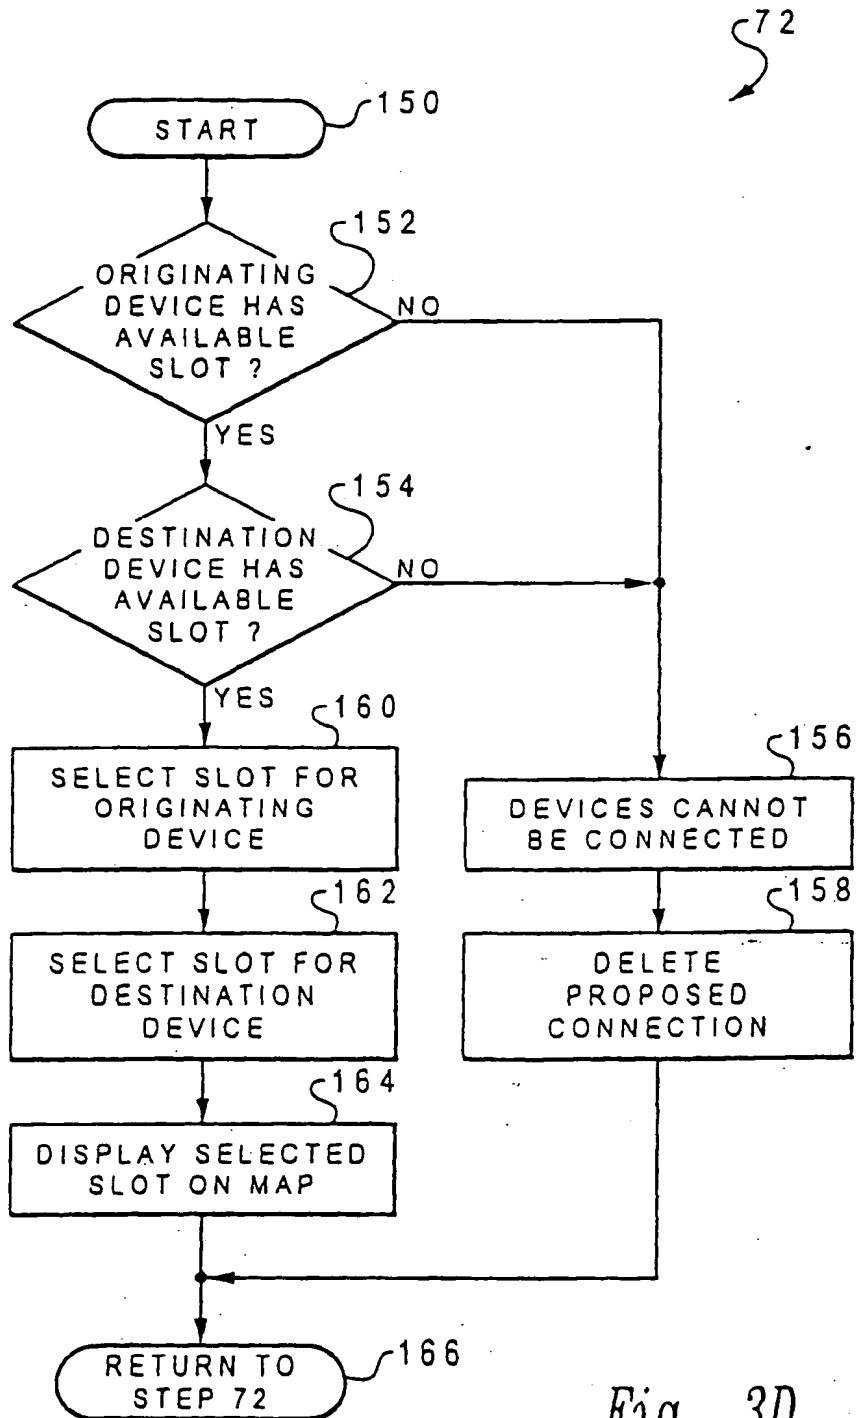 72
START
150
152
ORIGINATING
DEVICE HAS
AVAILABLE
SLOT ?
NO
YES
154
DESTINATION
DEVICE HAS
AVAILABLE
SLOT ?
NO
YES
160
SELECT SLOT FOR
ORIGINATING
DEVICE
156
DEVICES CANNOT
BE CONNECTED
162
SELECT SLOT FOR
DESTINATION
DEVICE
158
DELETE
PROPOSED
CONNECTION
164
DISPLAY SELECTED
SLOT ON MAP
RETURN TO
STEP 72
166
Fig. 3D